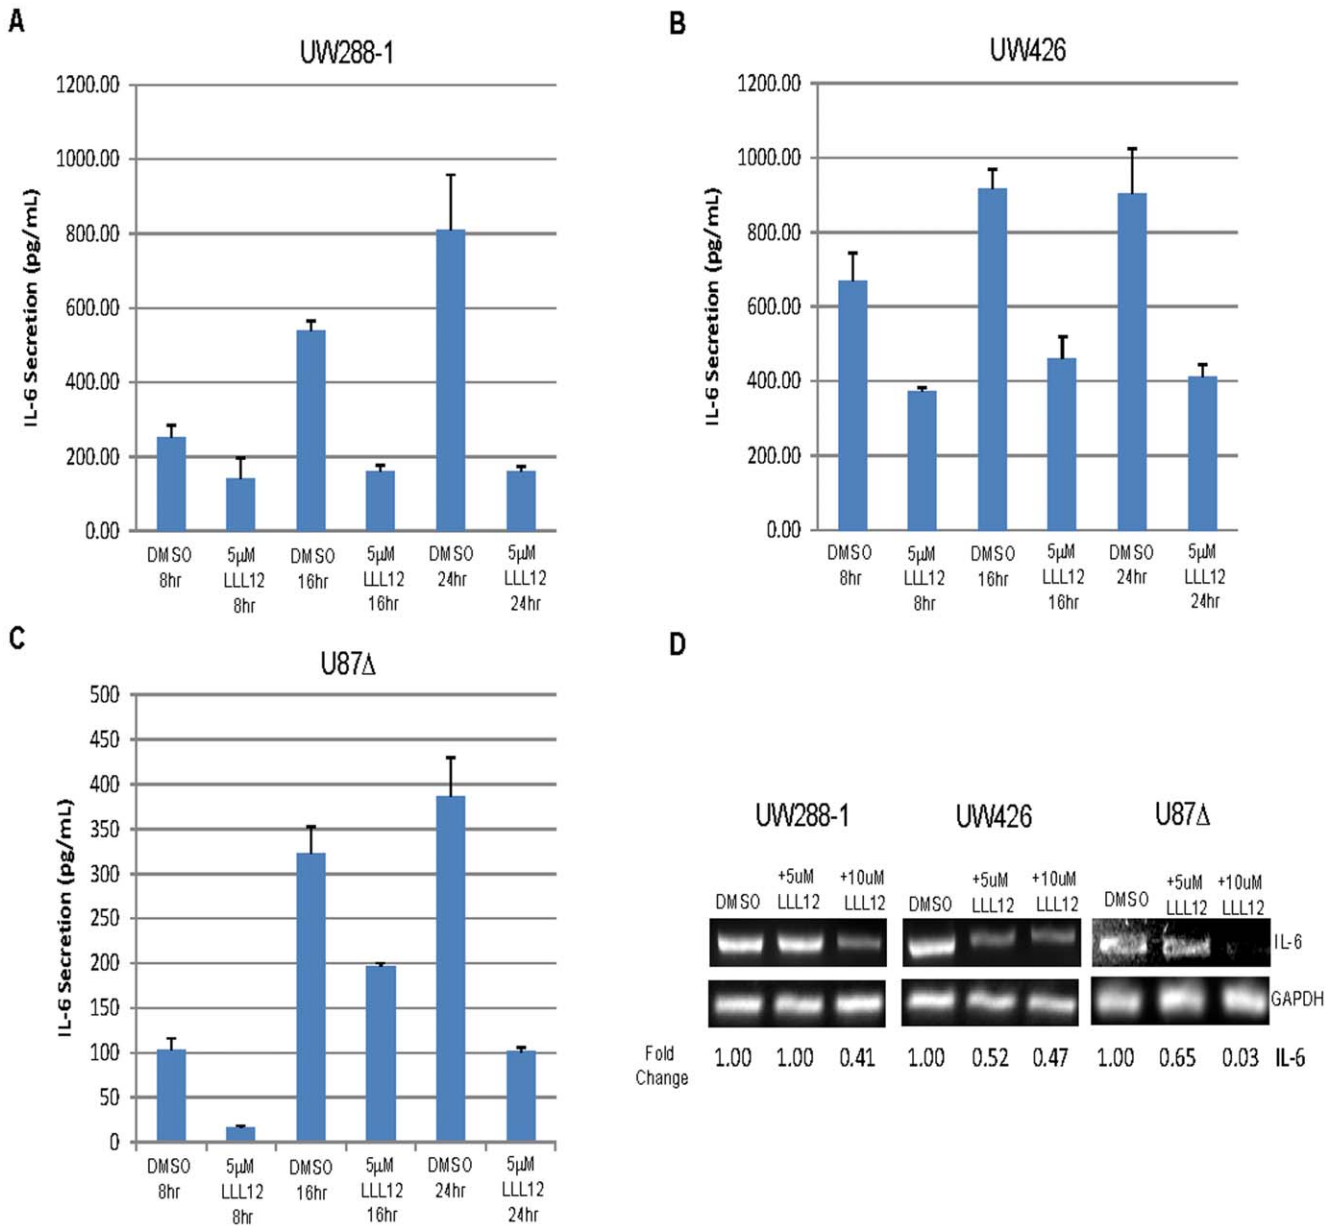 A
UW288-1
1200.00
1000.00
800.00
600.00
400.00
200.00
0.00
IL-6 Secretion (pg/mL)
DMSO
8hr
5µM
LLL12
8hr
DMSO
16hr
5µM
LLL12
16hr
DMSO
24hr
5µM
LLL12
24hr
B
UW426
1200.00
1000.00
800.00
600.00
400.00
200.00
0.00
IL-6 Secretion (pg/mL)
DMSO
8hr
5µM
LLL12
8hr
DMSO
16hr
5µM
LLL12
16hr
DMSO
24hr
5µM
LLL12
24hr
C
U87Δ
500
450
400
350
300
250
200
150
100
50
0
IL-6 Secretion (pg/mL)
DMSO
8hr
5µM
LLL12
8hr
DMSO
16hr
5µM
LLL12
16hr
DMSO
24hr
5µM
LLL12
24hr
D
UW288-1
UW426
U87Δ
DMSO
+5uM
LLL12
+10uM
LLL12
DMSO
+5uM
LLL12
+10uM
LLL12
DMSO
+5uM
LLL12
+10uM
LLL12
IL-6
GAPDH
Fold
Change
1.00 1.00 0.41 1.00 0.52 0.47 1.00 0.65 0.03 IL-6